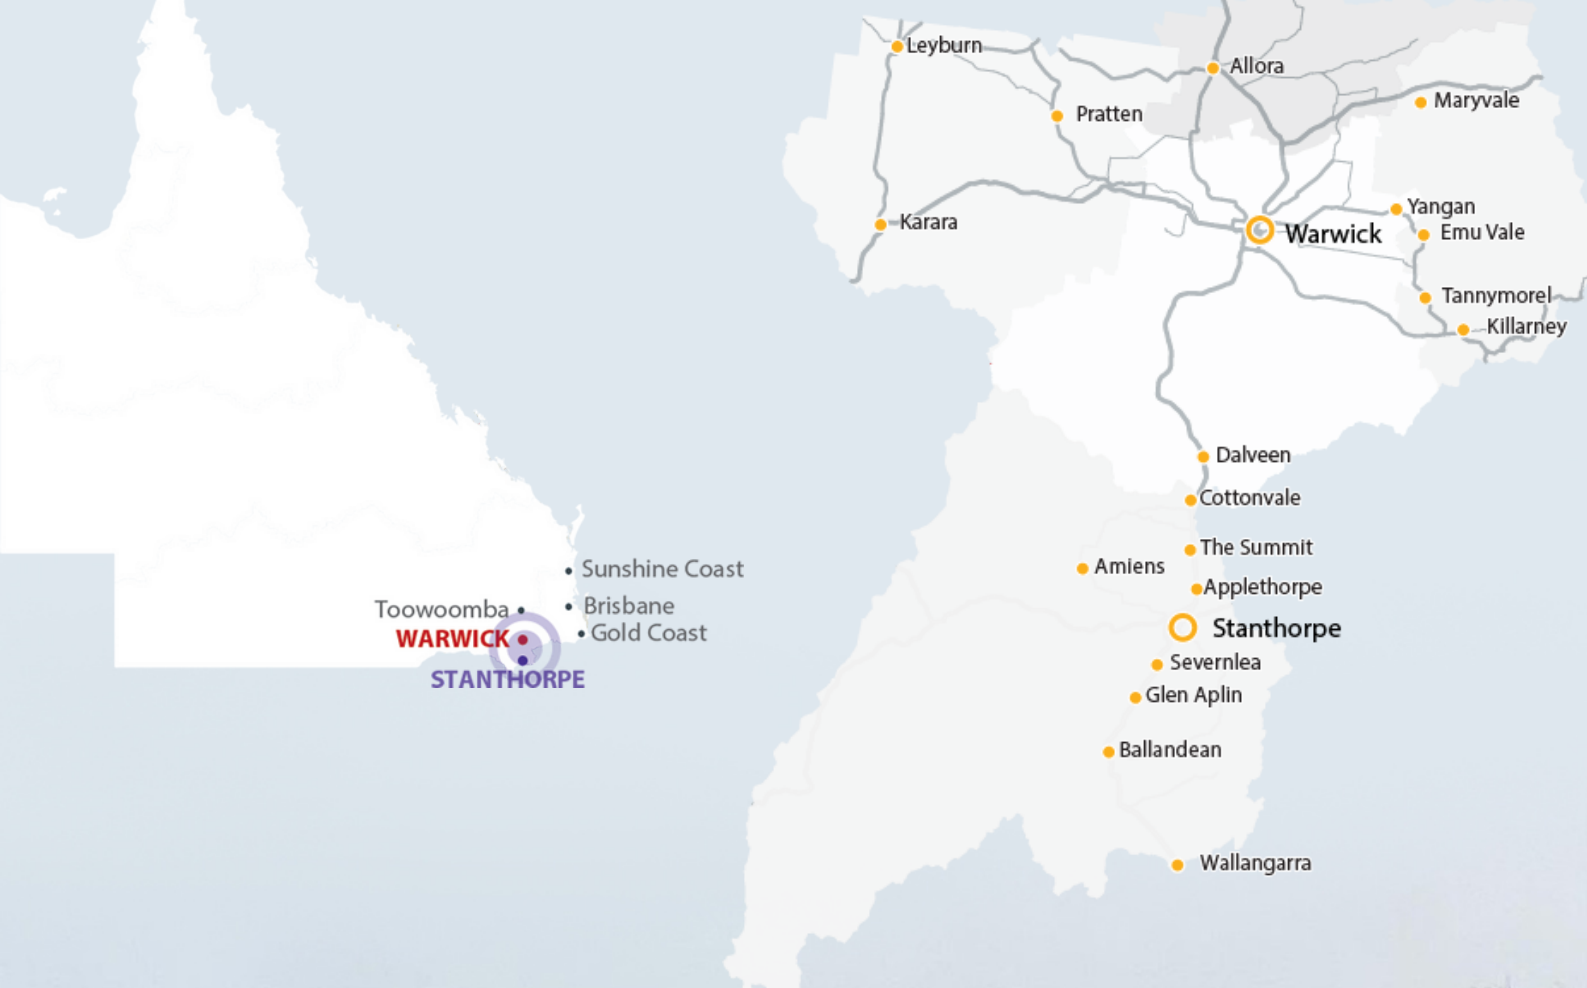 Sunshine Coast
Toowoomba
Brisbane
WARWICK
Gold Coast
STANTHORPE
Leyburn
Allora
Maryvale
Pratten
Karara
Yangan
Warwick
Emu Vale
Tannymorel
Killarney
Dalveen
Cottonvale
The Summit
Amiens
Applethorpe
Stanthorpe
Severnlea
Glen Aplin
Ballandean
Wallangarra